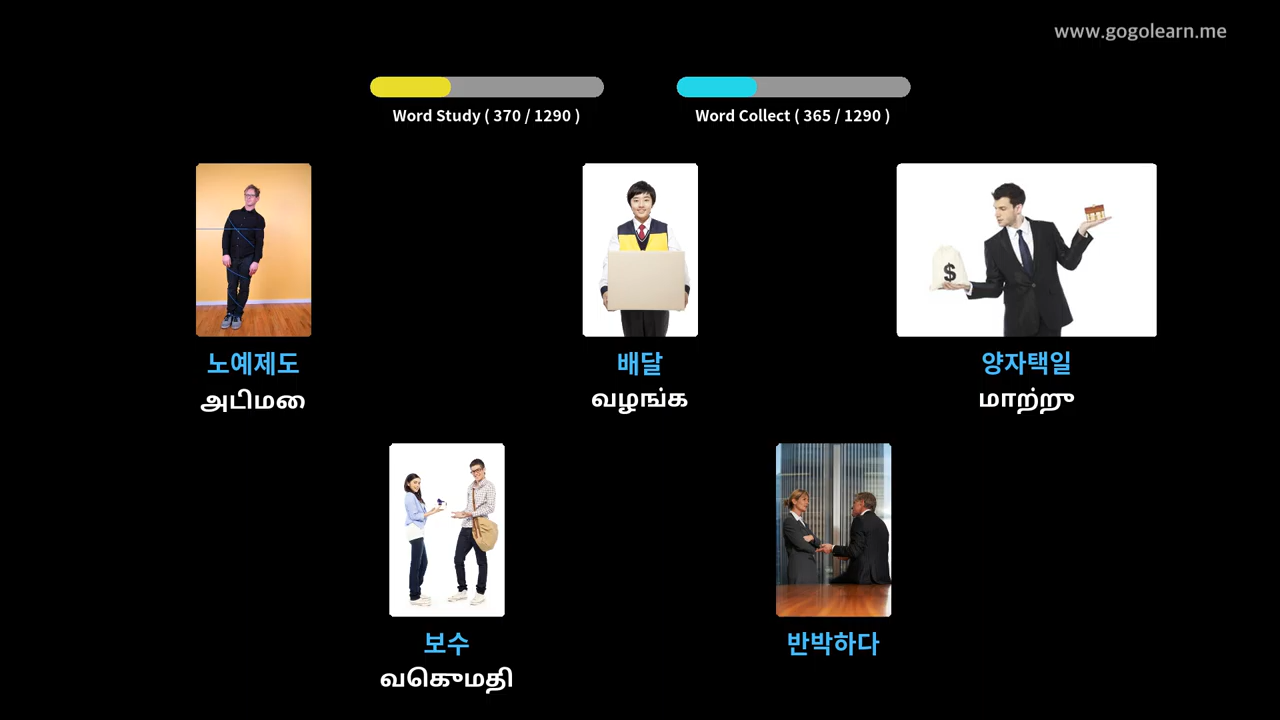 www.gogolearn.me
Word Study ( 370 / 1290 )
Word Collect ( 365 / 1290 )
노예제도
배달
양자택일
அடிமை
வழங்க
மாற்று
보수
반박하다
வெகுமதி